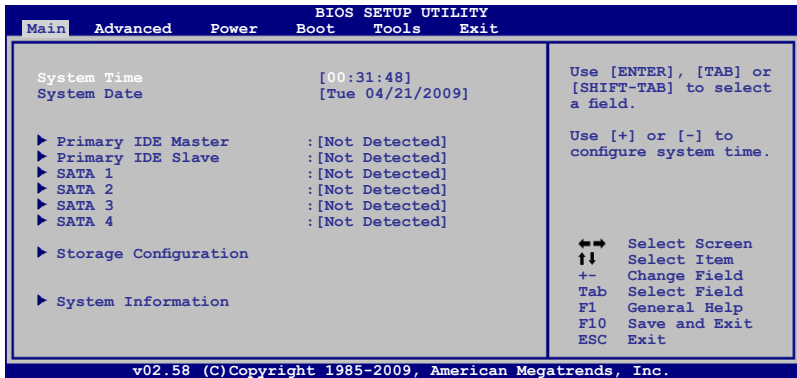 BIOS SETUP UTILITY
Main Advanced Power Boot Tools Exit
System Time [00:31:48]
System Date [Tue 04/21/2009]
Primary IDE Master :[Not Detected]
Primary IDE Slave :[Not Detected]
SATA 1 :[Not Detected]
SATA 2 :[Not Detected]
SATA 3 :[Not Detected]
SATA 4 :[Not Detected]
Storage Configuration
System Information
Use [ENTER], [TAB] or
[SHIFT-TAB] to select
a field.
Use [+] or [-] to
configure system time.
←→ Select Screen
↑↓ Select Item
+- Change Field
Tab Select Field
F1 General Help
F10 Save and Exit
ESC Exit
v02.58 (C)Copyright 1985-2009, American Megatrends, Inc.